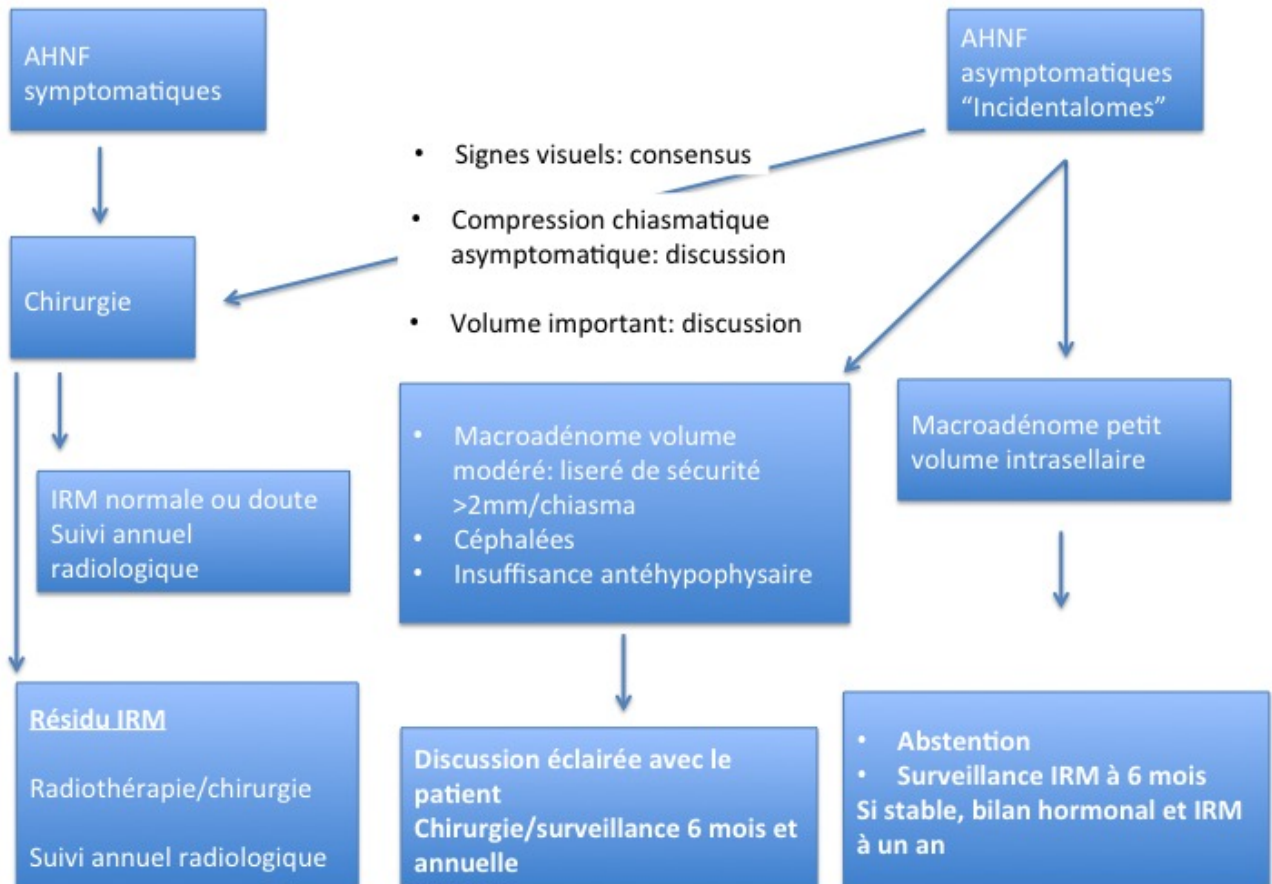 AHNF
symptomatiques
AHNF
asymptomatiques
“Incidentalomes”
• Signes visuels: consensus
• Compression chiasmatique
asymptomatique: discussion
• Volume important: discussion
Chirurgie
IRM normale ou doute
Suivi annuel
radiologique
• Macroadénome volume
modéré: liseré de sécurité
>2mm/chiasma
• Céphalées
• Insuffisance antéhypophysaire
Macroadénome petit
volume intrasellaire
Résidu IRM
Radiothérapie/chirurgie
Suivi annuel radiologique
Discussion éclairée avec le
patient
Chirurgie/surveillance 6 mois et
annuelle
• Abstention
• Surveillance IRM à 6 mois
Si stable, bilan hormonal et IRM
à un an